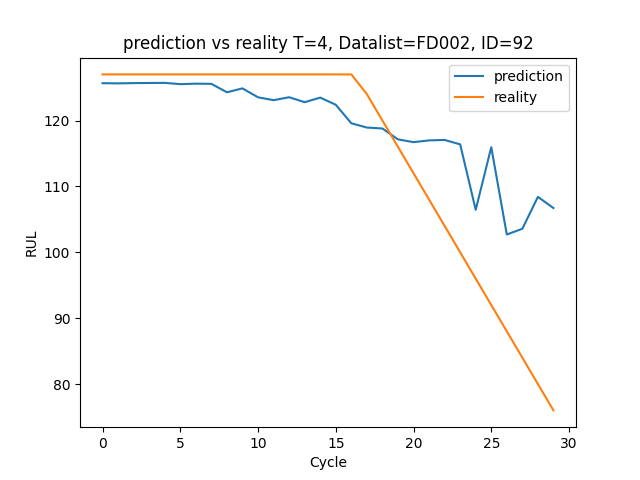 prediction vs reality T=4, Datalist=FD002, ID=92
prediction
reality
120
110
100
90
80
RUL
0 5 10 15 20 25 30
Cycle